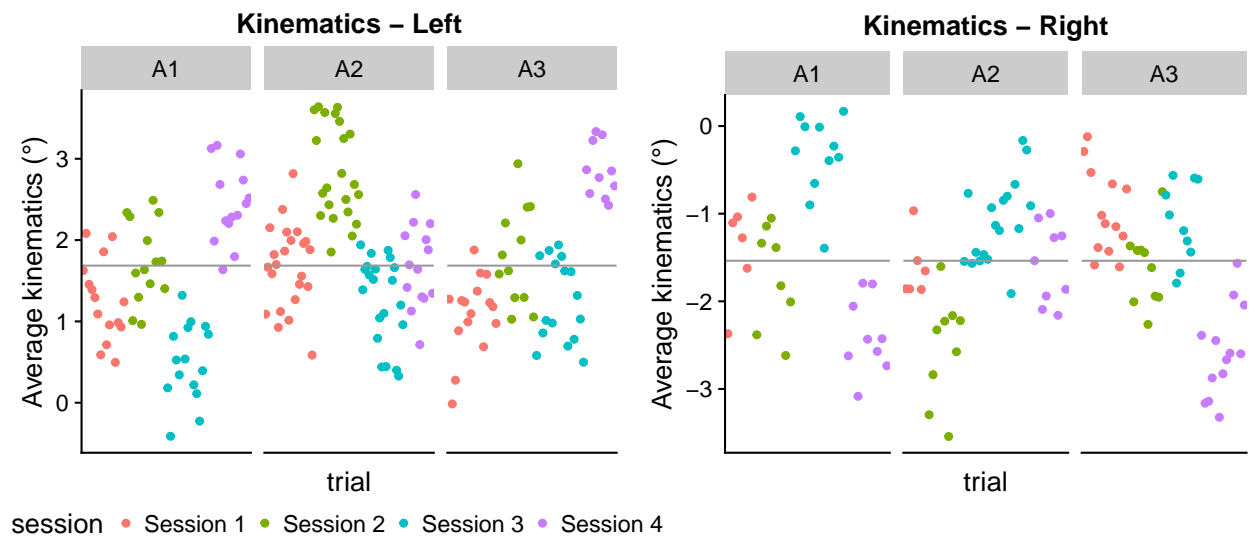 Kinematics − Left
A1 A2 A3
Average kinematics (°)
3
2
1
0
trial
Kinematics − Right
A1 A2 A3
Average kinematics (°)
0
−1
−2
−3
trial
session Session 1 Session 2 Session 3 Session 4